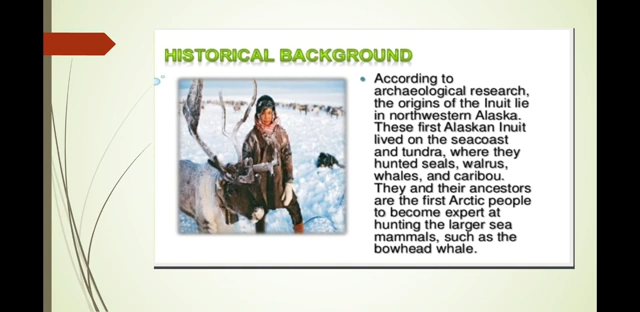 HISTORICAL BACKGROUND
According to
archaeological research,
the origins of the Inuit lie
in northwestern Alaska.
These first Alaskan Inuit
lived on the seacoast
and tundra, where they
hunted seals, walrus,
whales, and caribou.
They and their ancestors
are the first Arctic people
to become expert at
hunting the larger sea
mammals, such as the
bowhead whale.